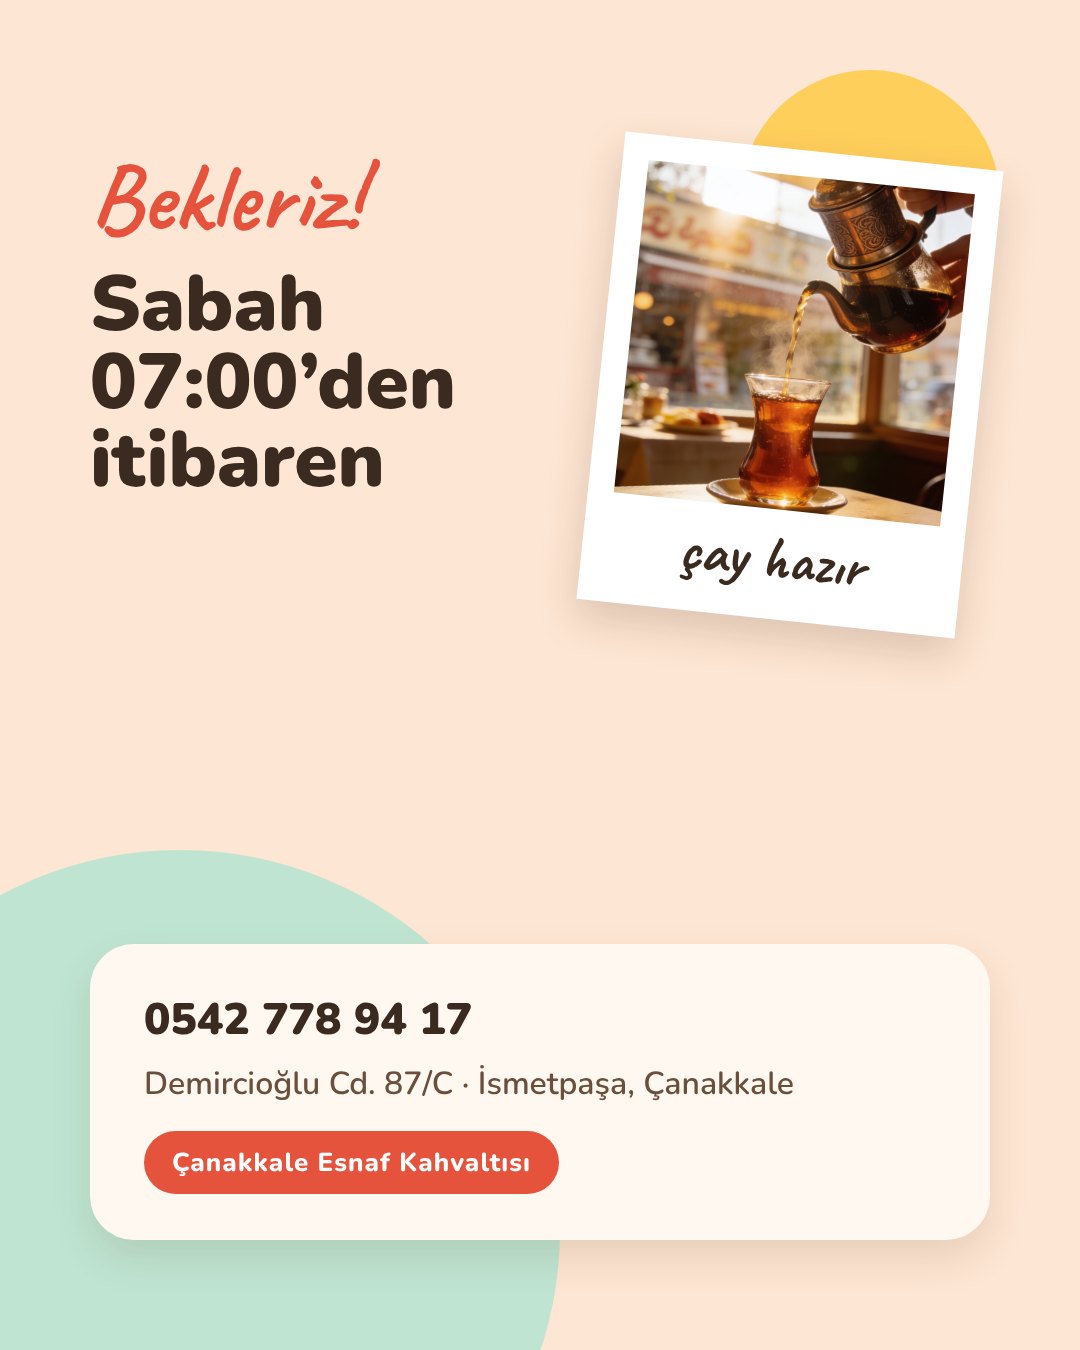 Bekleriz!
Sabah
07:00’den
itibaren
çay hazır
0542 778 94 17
Demircioğlu Cd. 87/C · İsmetpaşa, Çanakkale
Çanakkale Esnaf Kahvaltısı